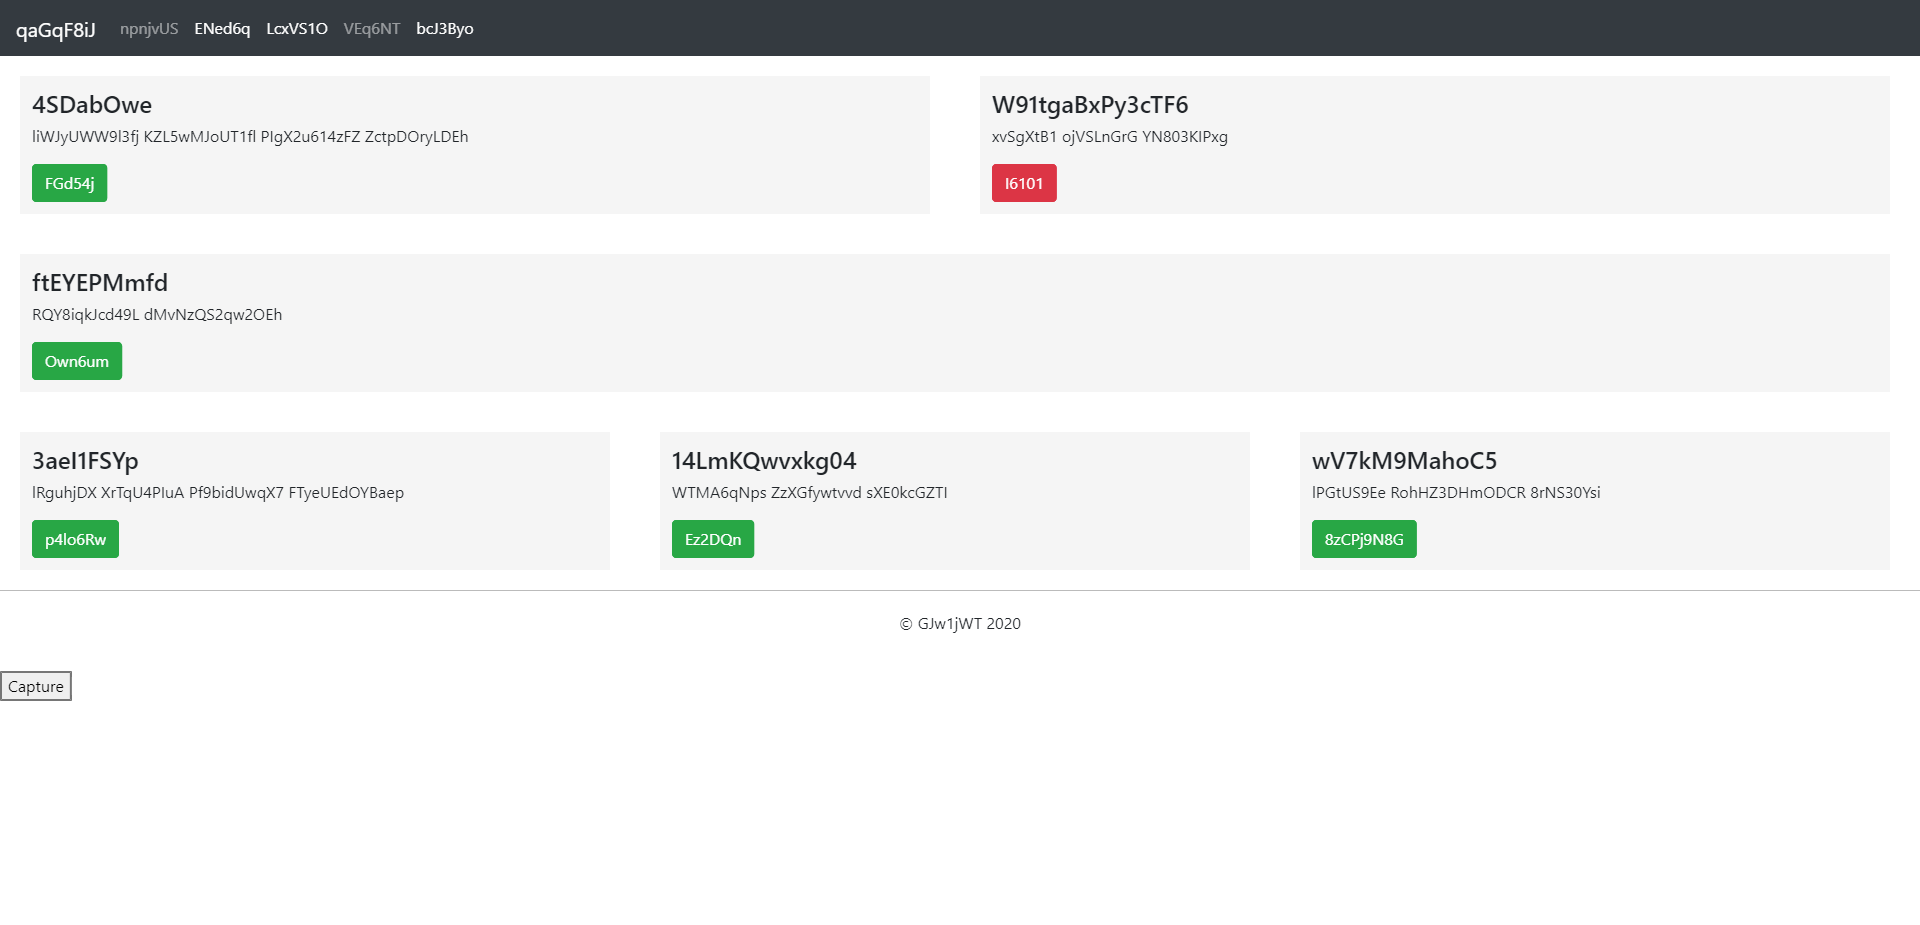 qaGqF8iJ npnjvUS ENed6q LcxVS1O VEq6NT bcJ3Byo
4SDabOwe
liWJyUWW9l3fj KZL5wMJoUT1fl PIgX2u614zFZ ZctpDOryLDEh
FGd54j
W91tgaBxPy3cTF6
xvSgXtB1 ojVSLnGrG YN803KIPxg
I6101
ftEYEPMmfd
RQY8iqkJcd49L dMvNzQS2qw2OEh
Own6um
3aeI1FSYp
lRguhjDX XrTqU4PIuA Pf9bidUwqX7 FTyeUEdOYBaep
p4lo6Rw
14LmKQwvxkg04
WTMA6qNps ZzXGfywtvvd sXE0kcGZTI
Ez2DQn
wV7kM9MahoC5
lPGtUS9Ee RohHZ3DHmODCR 8rNS30Ysi
8zCPj9N8G
© GJw1jWT 2020
Capture